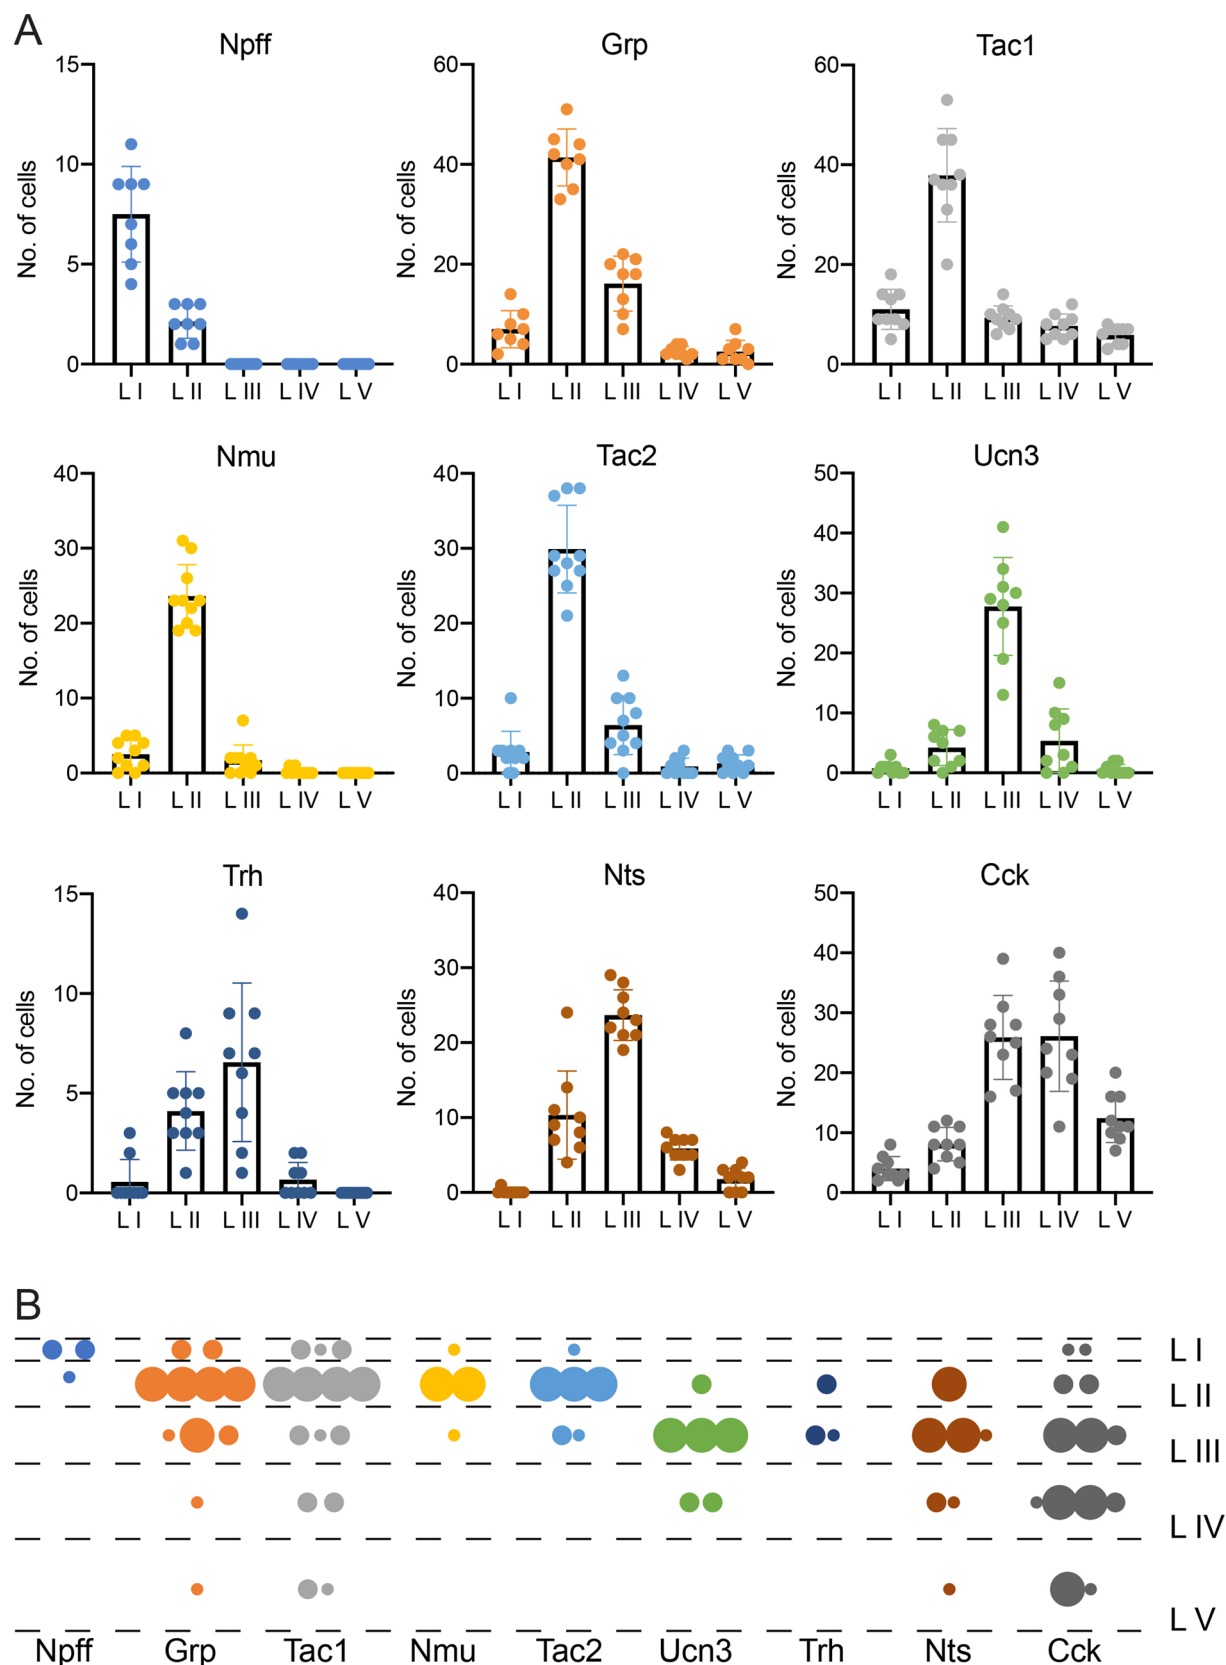 A
Npff
Grp
Tac1
15
10
5
0
No. of cells
L I L II L III L IV L V
60
40
20
0
No. of cells
L I L II L III L IV L V
60
40
20
0
No. of cells
L I L II L III L IV L V
Nmu
Tac2
Ucn3
40
30
20
10
0
No. of cells
L I L II L III L IV L V
40
30
20
10
0
No. of cells
L I L II L III L IV L V
50
40
30
20
10
0
No. of cells
L I L II L III L IV L V
Trh
Nts
Cck
15
10
5
0
No. of cells
L I L II L III L IV L V
40
30
20
10
0
No. of cells
L I L II L III L IV L V
50
40
30
20
10
0
No. of cells
L I L II L III L IV L V
B
L I
L II
L III
L IV
L V
Npff Grp Tac1 Nmu Tac2 Ucn3 Trh Nts Cck